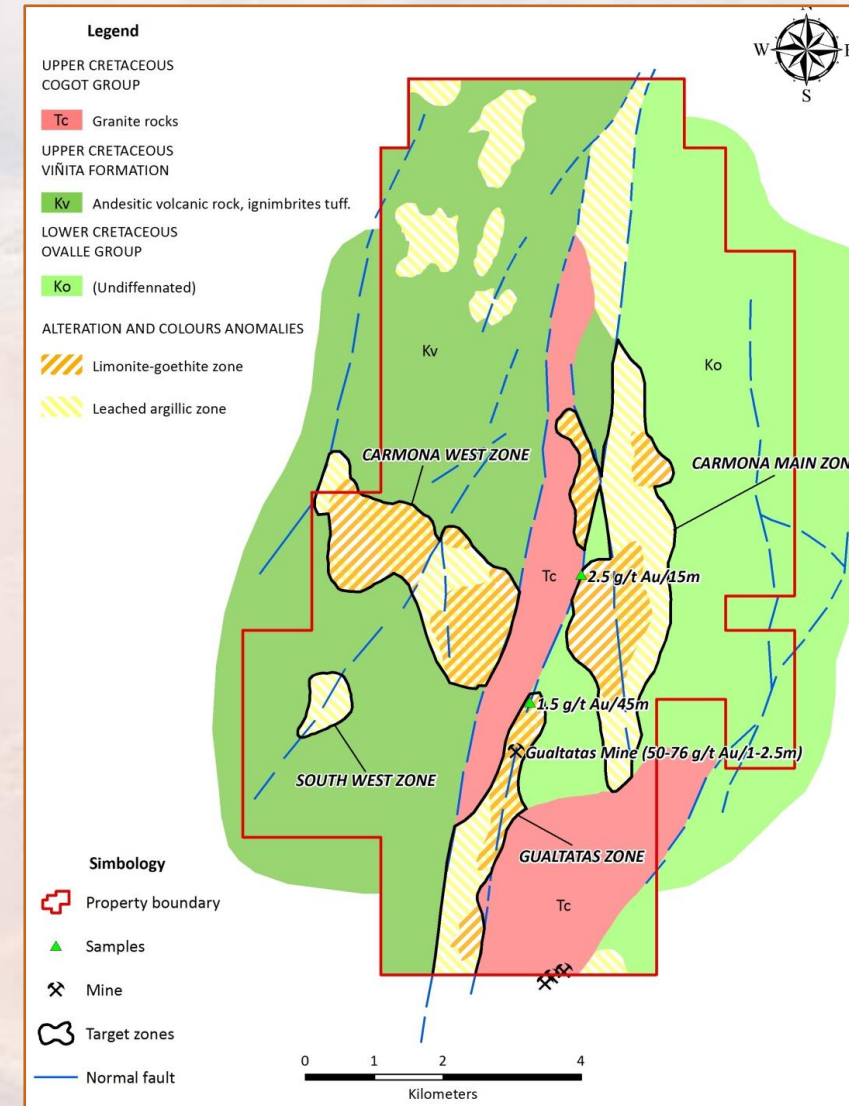 Legend
UPPER CRETACEOUS
COGOT GROUP
Tc Granite rocks
UPPER CRETACEOUS
VIÑITA FORMATION
Kv Andesitic volcanic rock, ignimbrites tuff.
LOWER CRETACEOUS
OVALLE GROUP
Ko (Undiffennated)
ALTERATION AND COLOURS ANOMALIES
Limonite-goethite zone
Leached argillic zone
N
W E
S
Kv
Ko
CARMONA WEST ZONE
CARMONA MAIN ZON
Tc
2.5 g/t Au/15m
1.5 g/t Au/45m
Gualtatas Mine (50-76 g/t Au/1-2.5m)
SOUTH WEST ZONE
GUALTATAS ZONE
Tc
Simbology
Property boundary
Samples
Mine
Target zones
Normal fault
0 1 2 4
Kilometers